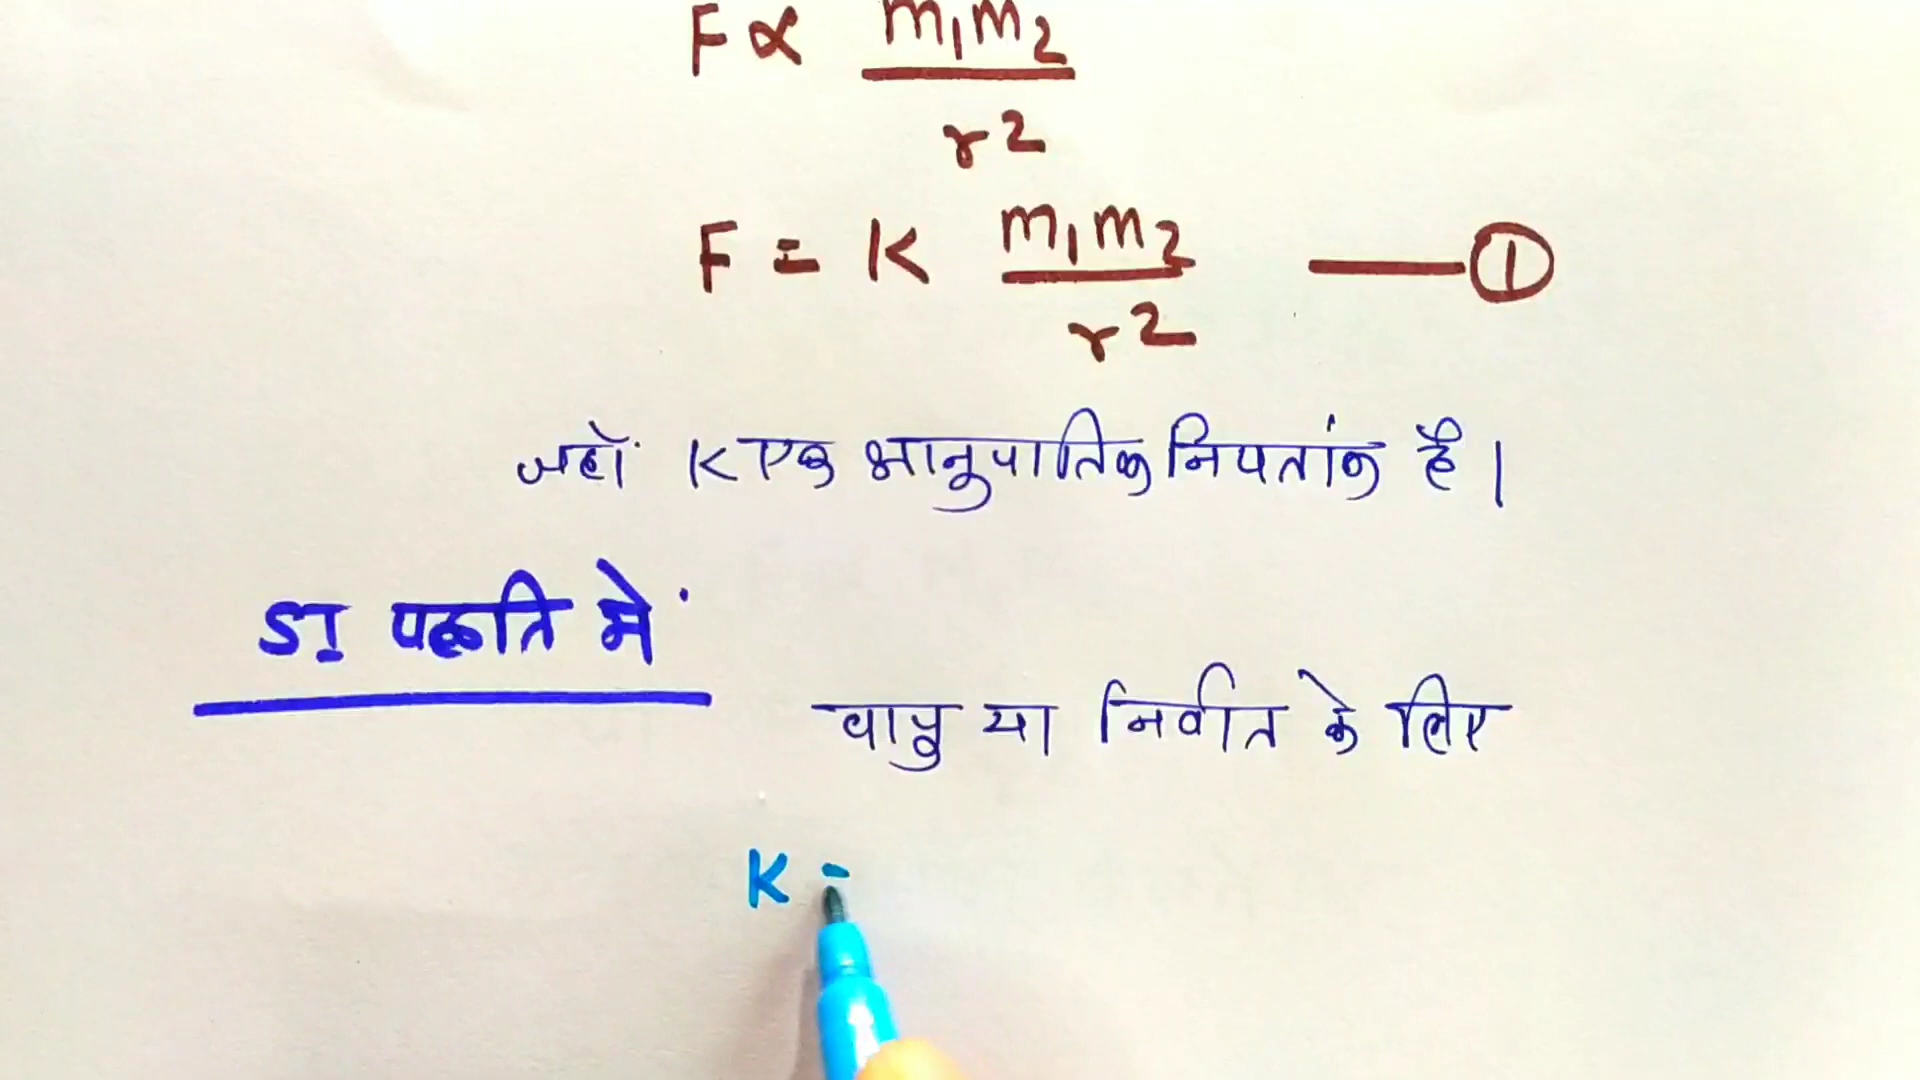 F ∝ m₁m₂
r²
F = K m₁m₂ / r² —— ①
जहाँ K एक आनुपातिक नियतांक है।
SI पद्धति में
वायु या निर्वात के लिए
K =